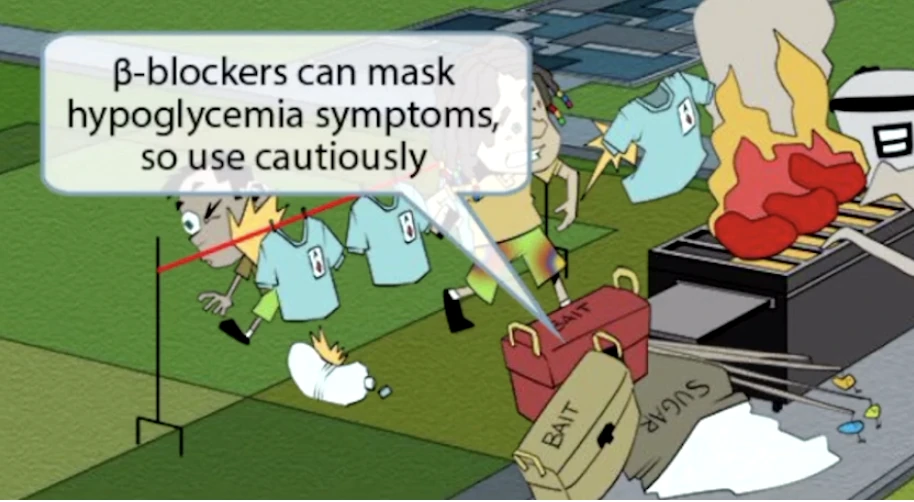 β-blockers can mask
hypoglycemia symptoms,
so use cautiously
BAIT
BAIT
SUGAR